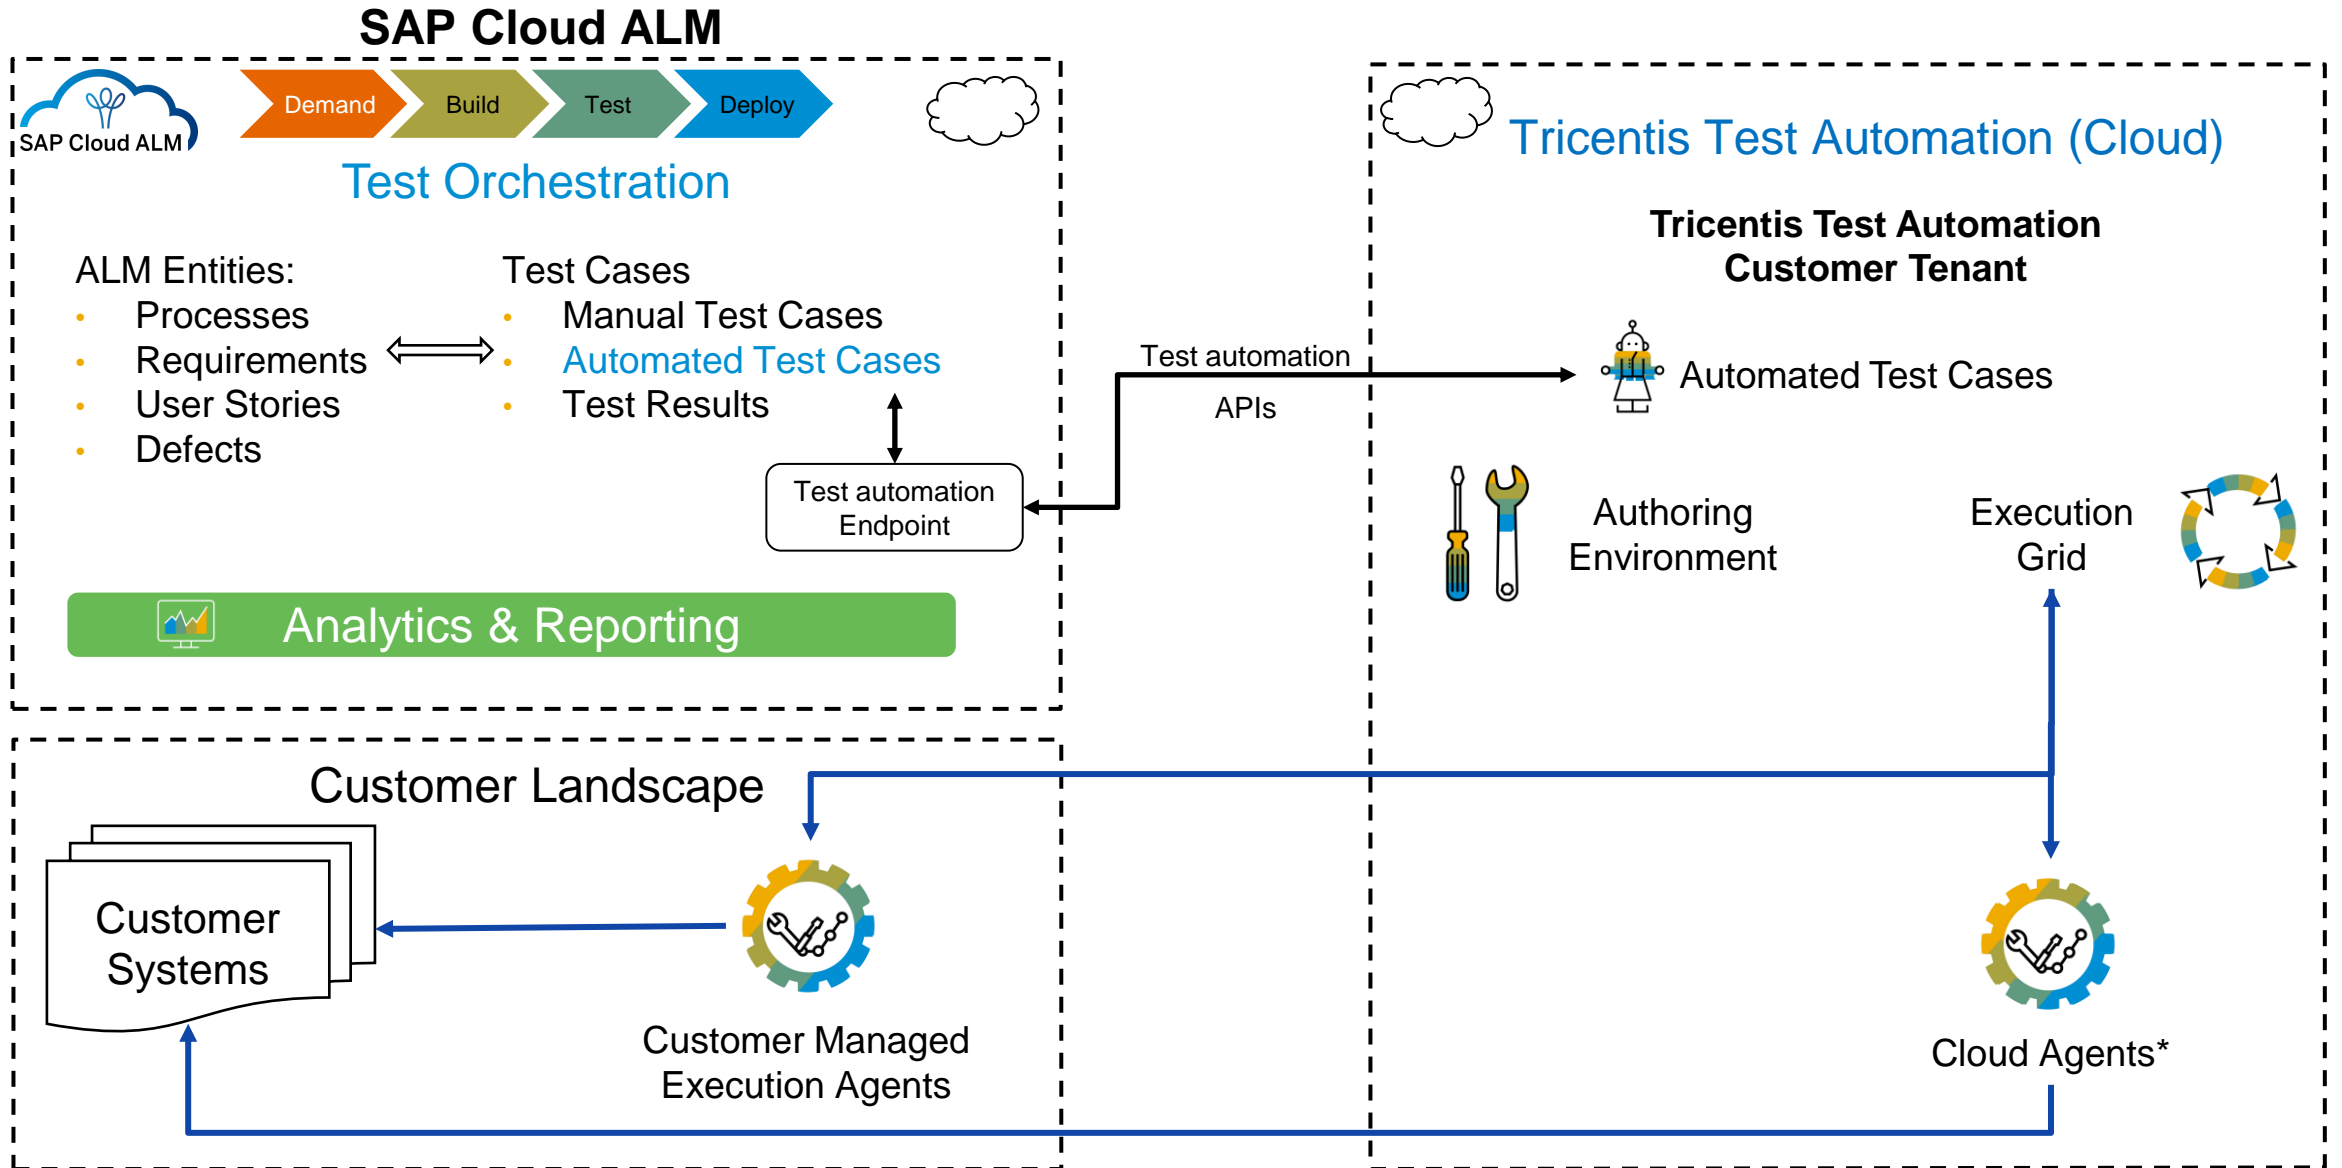 SAP Cloud ALM
SAP Cloud ALM
Demand
Build
Test
Deploy
Test Orchestration
ALM Entities:
• Processes
• Requirements
• User Stories
• Defects
Test Cases
• Manual Test Cases
• Automated Test Cases
• Test Results
Test automation
Endpoint
Analytics & Reporting
Test automation
APIs
Tricentis Test Automation (Cloud)
Tricentis Test Automation
Customer Tenant
Automated Test Cases
Authoring
Environment
Execution
Grid
Customer Landscape
Customer
Systems
Customer Managed
Execution Agents
Cloud Agents*